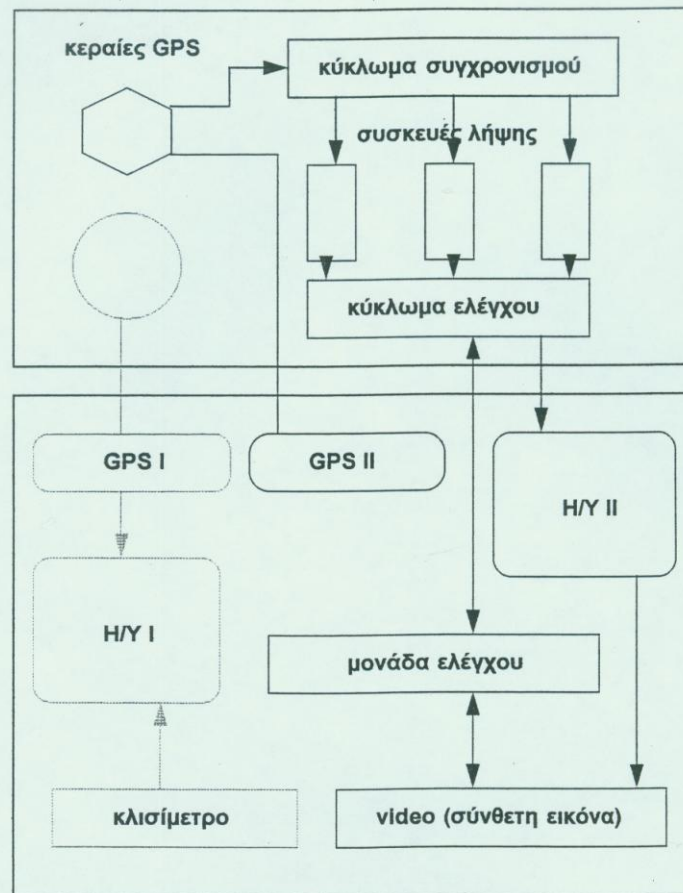 κεραίες GPS
κύκλωμα συγχρονισμού
συσκευές λήψης
κύκλωμα ελέγχου
GPS I
GPS II
Η/Υ II
Η/Υ I
μονάδα ελέγχου
κλισίμετρο
video (σύνθετη εικόνα)